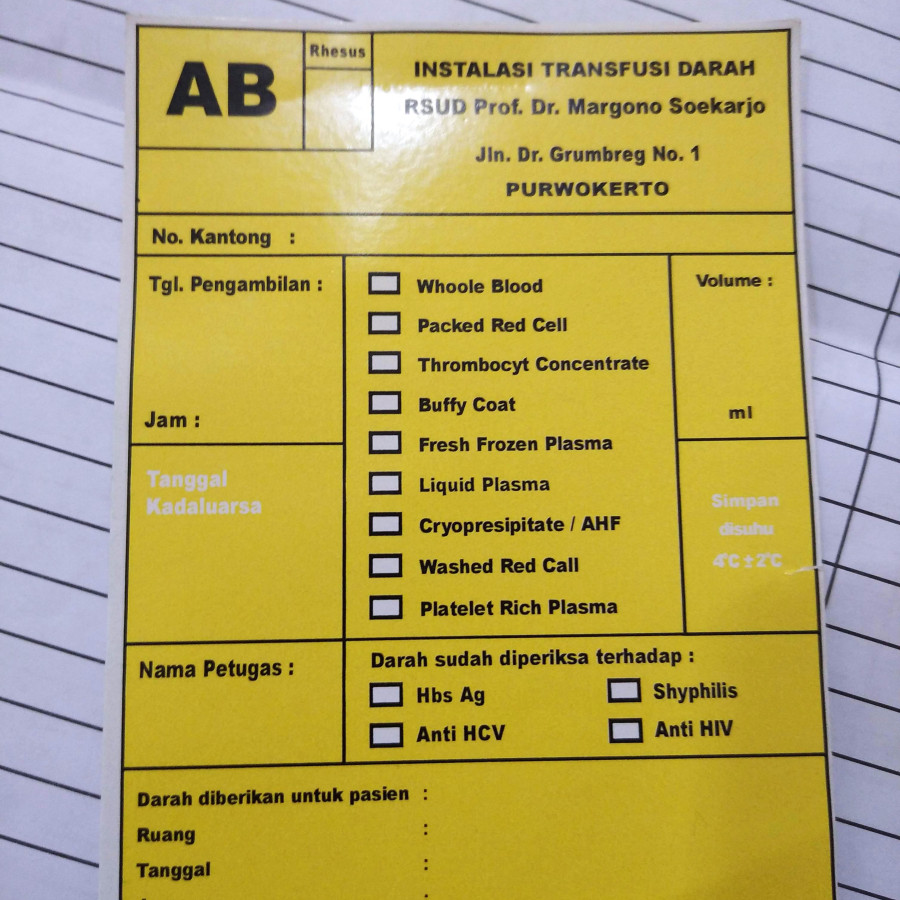 AB
Rhesus
INSTALASI TRANSFUSI DARAH
RSUD Prof. Dr. Margono Soekarjo
Jln. Dr. Grumbreg No. 1
PURWOKERTO
No. Kantong :
Tgl. Pengambilan :
Jam :
Tanggal
Kadaluarsa
Whoole Blood
Packed Red Cell
Thrombocyt Concentrate
Buffy Coat
Fresh Frozen Plasma
Liquid Plasma
Cryopresipitate / AHF
Washed Red Call
Platelet Rich Plasma
Volume :
ml
Simpan
disuhu
4°C ± 2°C
Nama Petugas :
Darah sudah diperiksa terhadap :
Hbs Ag
Shyphilis
Anti HCV
Anti HIV
Darah diberikan untuk pasien :
Ruang :
Tanggal :